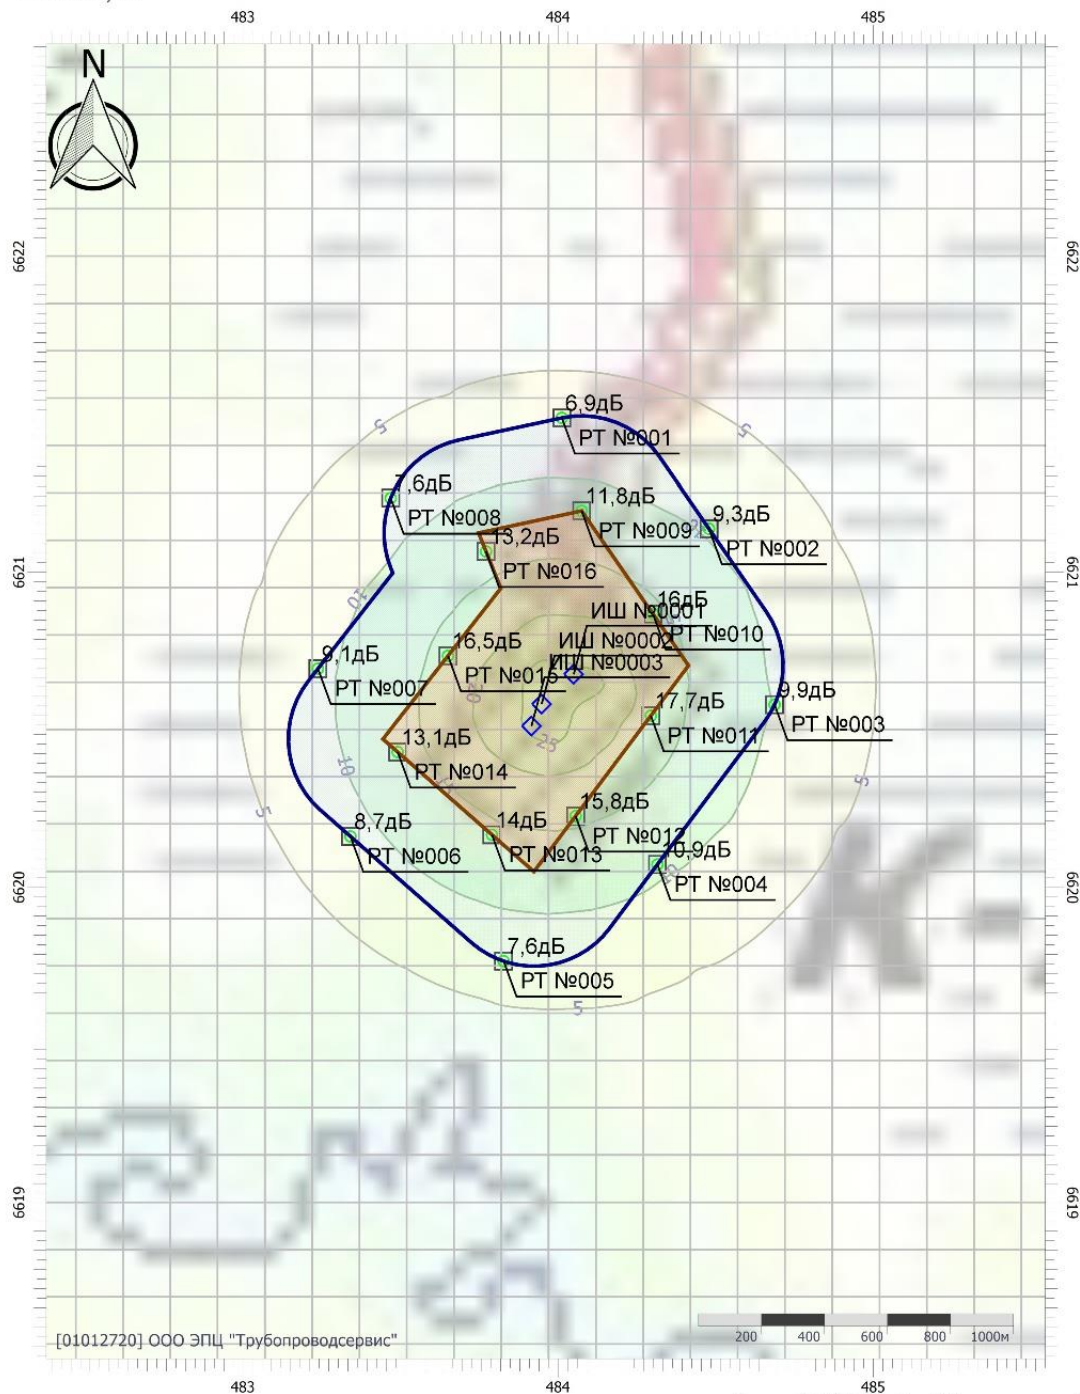 483 484 485
N
6622 6622
6,9дБ
РТ №001
5 5
7,6дБ
РТ №008
11,8дБ
РТ №009
9,3дБ
РТ №002
13,2дБ
РТ №016
6621 6621
10
16дБ
РТ №010
ИШ №0001
ИШ №0002
ИШ №0003
16,5дБ
РТ №015
9,1дБ
РТ №007
20
17,7дБ
РТ №011
9,9дБ
РТ №003
25
13,1дБ
РТ №014
10
5 5
15,8дБ
РТ №012
14дБ
РТ №013
8,7дБ
РТ №006
10,9дБ
РТ №004
6620 6620
7,6дБ
РТ №005
5
6619 6619
200 400 600 800 1000м
[01012720] ООО ЭПЦ "Трубопроводсервис"
483 484 485